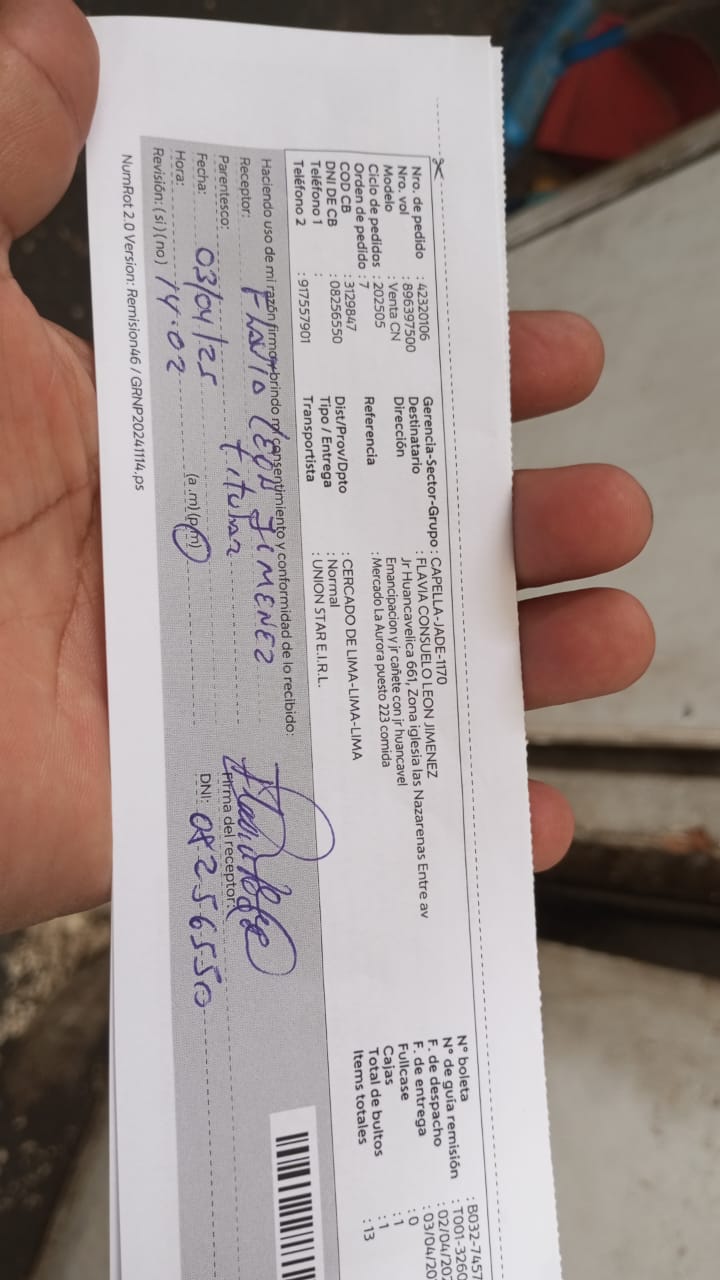 Nro. de pedido : 42320106
Nro. vol : 896397500
Modelo : Venta CN
Ciclo de pedidos : 202505
Orden de pedido : 7
COD CB : 3129847
DNI DE CB : 08256550
Teléfono 1 :
Teléfono 2 : 917557901
Gerencia-Sector-Grupo : CAPELLA-JADE-1170
Destinatario : FLAVIA CONSUELO LEON JIMENEZ
Dirección : Jr Huancavelica 661, Zona iglesia las Nazarenas Entre av
Emancipacion y jr cañete con jr huancavel
Referencia : Mercado La Aurora puesto 223 comida
Dist/Prov/Dpto : CERCADO DE LIMA-LIMA-LIMA
Tipo / Entrega : Normal
Transportista : UNION STAR E.I.R.L.
N° boleta : B032-7457
N° de guía remisión : T001-3260
F. de despacho : 02/04/202
F. de entrega : 03/04/20
Fullcase : 0
Cajas : 1
Total de bultos : 1
Items totales : 13
Haciendo uso de mi razón firmo y brindo mi consentimiento y conformidad de lo recibido:
Receptor: FLAVIA LEON JIMENEZ
Parentesco: titular
Firma del receptor:
Fecha: 03/04/25
DNI: 08256550
Hora: 14:02 (a.m)(p.m)
Revisión: (si) (no)
NumRot 2.0 Version: Remision46 / GRNP20241114.ps